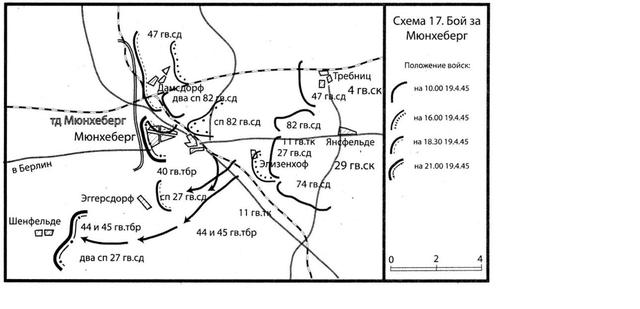 47 гв.сд
Дамсдорф
два сп 82 гв.сд
тд Мюнхеберг
Мюнхеберг
сп 82 гв.сд
Требниц
4 гв.ск
47 гв.сд
82 гв.сд
11 гв.тк
27 гв.сд
Янсфельде
Элизенхоф
29 гв.ск
74 гв.сд
в Берлин
40 гв.тбр
Эггерсдорф
сп 27 гв.сд
11 гв.тк
Шенфельде
44 и 45 гв.тбр
44 и 45 гв.тбр
два сп 27 гв.сд
Схема 17. Бой за
Мюнхеберг
Положение войск:
на 10.00 19.4.45
на 16.00 19.4.45
на 18.30 19.4.45
на 21.00 19.4.45
0 2 4